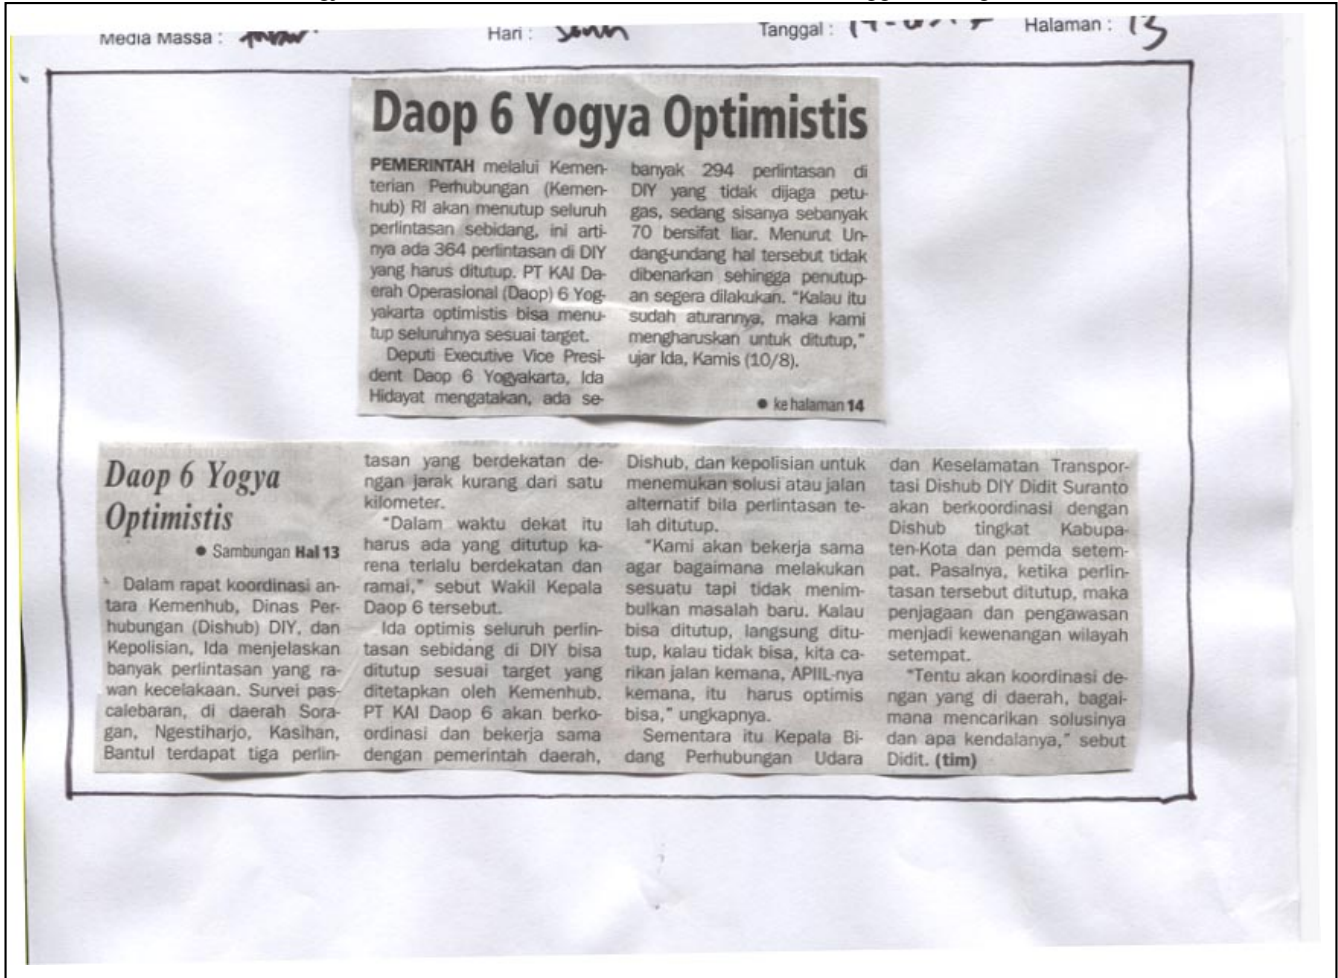 Media Massa :
Hari : Senin
Tanggal :
Halaman : 13
Daop 6 Yogya Optimistis
PEMERINTAH melalui Kemen-
terian Perhubungan (Kemen-
hub) RI akan menutup seluruh
perlintasan sebidang, ini arti-
nya ada 364 perlintasan di DIY
yang harus ditutup. PT KAI Da-
erah Operasional (Daop) 6 Yog-
yakarta optimistis bisa menu-
tup seluruhnya sesuai target.
Deputi Executive Vice Presi-
dent Daop 6 Yogyakarta, Ida
Hidayat mengatakan, ada se-
banyak 294 perlintasan di
DIY yang tidak dijaga petu-
gas, sedang sisanya sebanyak
70 bersifat liar. Menurut Un-
dang-undang hal tersebut tidak
dibenarkan sehingga penutup-
an segera dilakukan. "Kalau itu
sudah aturannya, maka kami
mengharuskan untuk ditutup,"
ujar Ida, Kamis (10/8).
● ke halaman 14
Daop 6 Yogya
Optimistis
● Sambungan Hal 13
Dalam rapat koordinasi an-
tara Kemenhub, Dinas Per-
hubungan (Dishub) DIY, dan
Kepolisian, Ida menjelaskan
banyak perlintasan yang ra-
wan kecelakaan. Survei pas-
calebaran, di daerah Sora-
gan, Ngestiharjo, Kasihan,
Bantul terdapat tiga perlin-
tasan yang berdekatan de-
ngan jarak kurang dari satu
kilometer.
"Dalam waktu dekat itu
harus ada yang ditutup ka-
rena terlalu berdekatan dan
ramai," sebut Wakil Kepala
Daop 6 tersebut.
Ida optimis seluruh perlin-
tasan sebidang di DIY bisa
ditutup sesuai target yang
ditetapkan oleh Kemenhub.
PT KAI Daop 6 akan berko-
ordinasi dan bekerja sama
dengan pemerintah daerah,
Dishub, dan kepolisian untuk
menemukan solusi atau jalan
alternatif bila perlintasan te-
lah ditutup.
"Kami akan bekerja sama
agar bagaimana melakukan
sesuatu tapi tidak menim-
bulkan masalah baru. Kalau
bisa ditutup, langsung ditu-
tup, kalau tidak bisa, kita ca-
rikan jalan kemana, APIIL-nya
kemana, itu harus optimis
bisa," ungkapnya.
Sementara itu Kepala Bi-
dang Perhubungan Udara
dan Keselamatan Transpor-
tasi Dishub DIY Didit Suranto
akan berkoordinasi dengan
Dishub tingkat Kabupa-
ten-Kota dan pemda setem-
pat. Pasalnya, ketika perlin-
tasan tersebut ditutup, maka
penjagaan dan pengawasan
menjadi kewenangan wilayah
setempat.
"Tentu akan koordinasi de-
ngan yang di daerah, bagai-
mana mencarikan solusinya
dan apa kendalanya," sebut
Didit. (tim)